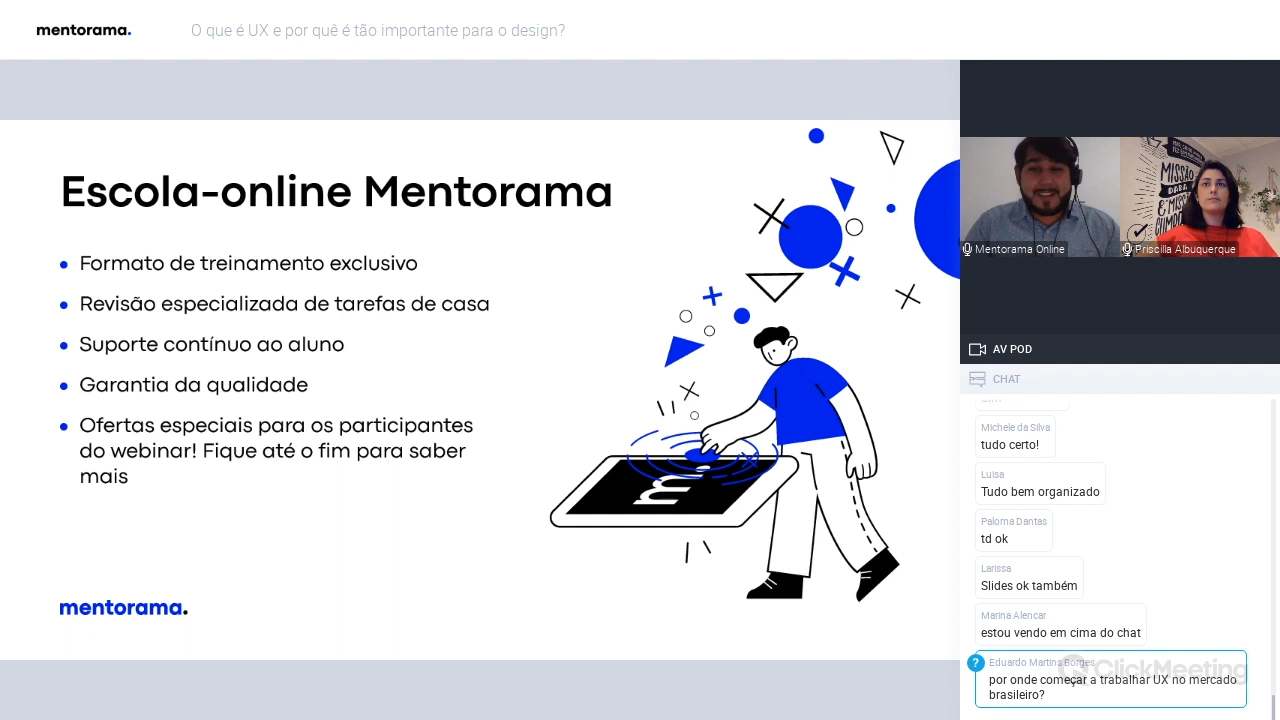 mentorama.
O que é UX e por quê é tão importante para o design?
Escola-online Mentorama
Formato de treinamento exclusivo
Revisão especializada de tarefas de casa
Suporte contínuo ao aluno
Garantia da qualidade
Ofertas especiais para os participantes
do webinar! Fique até o fim para saber
mais
m.
mentorama.
MISSÃO
DADA
É
MISSÃO
CUMPRIDA
Mentorama Online
Priscilla Albuquerque
AV POD
CHAT
Michele da Silva
tudo certo!
Luisa
Tudo bem organizado
Paloma Dantas
td ok
Larissa
Slides ok também
Marina Alencar
estou vendo em cima do chat
?
Eduardo Martins Borges
por onde começar a trabalhar UX no mercado
brasileiro?
ClickMeeting